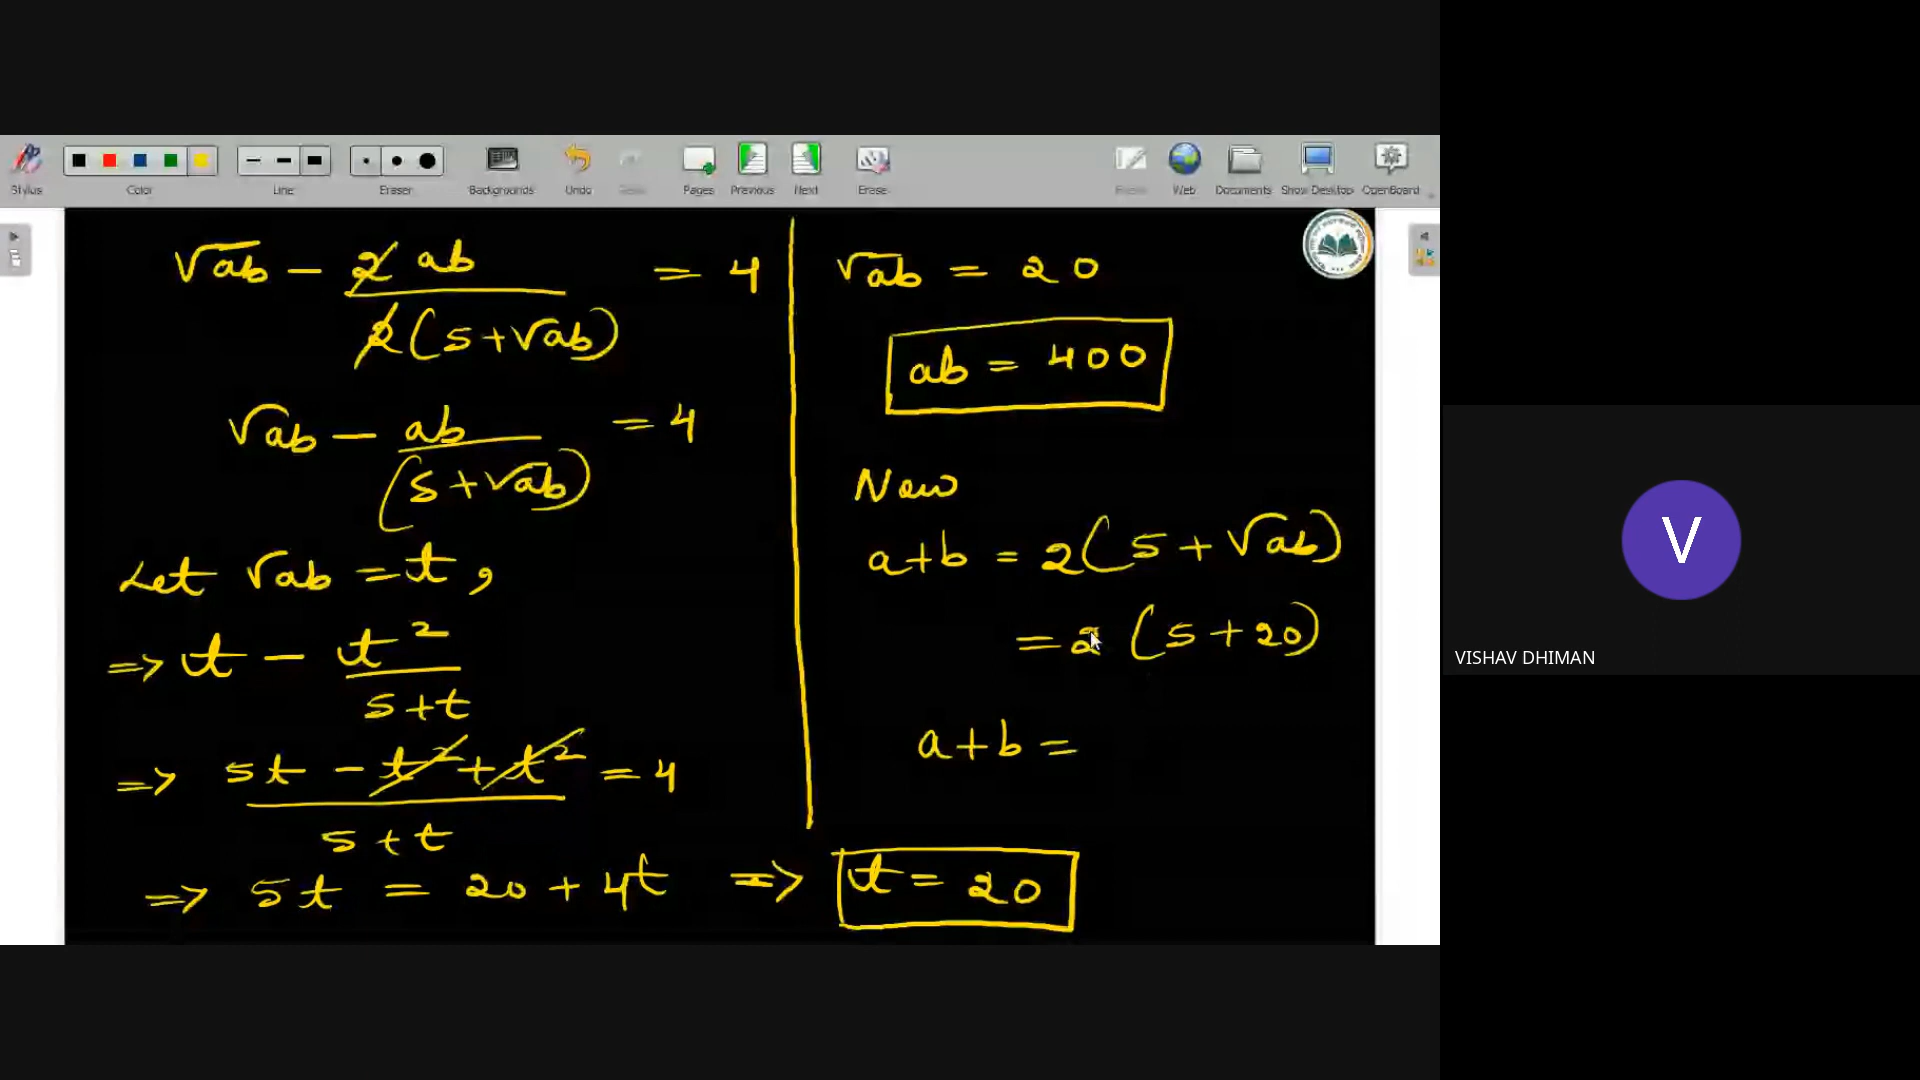 Stylus
Color
Line
Eraser
Backgrounds
Undo
Pages
Previous
Next
Erase
Web
Documents
Show Desktop
OpenBoard
√ab − 2ab / 2(5+√ab) = 4
√ab − ab / (5+√ab) = 4
Let √ab = t,
=> t − t² / 5+t
=> 5t − t² + t² / 5+t = 4
=> 5t = 20 + 4t => t = 20
√ab = 20
ab = 400
Now
a+b = 2(5+√ab)
= 2 (5+20)
a+b =
V
VISHAV DHIMAN